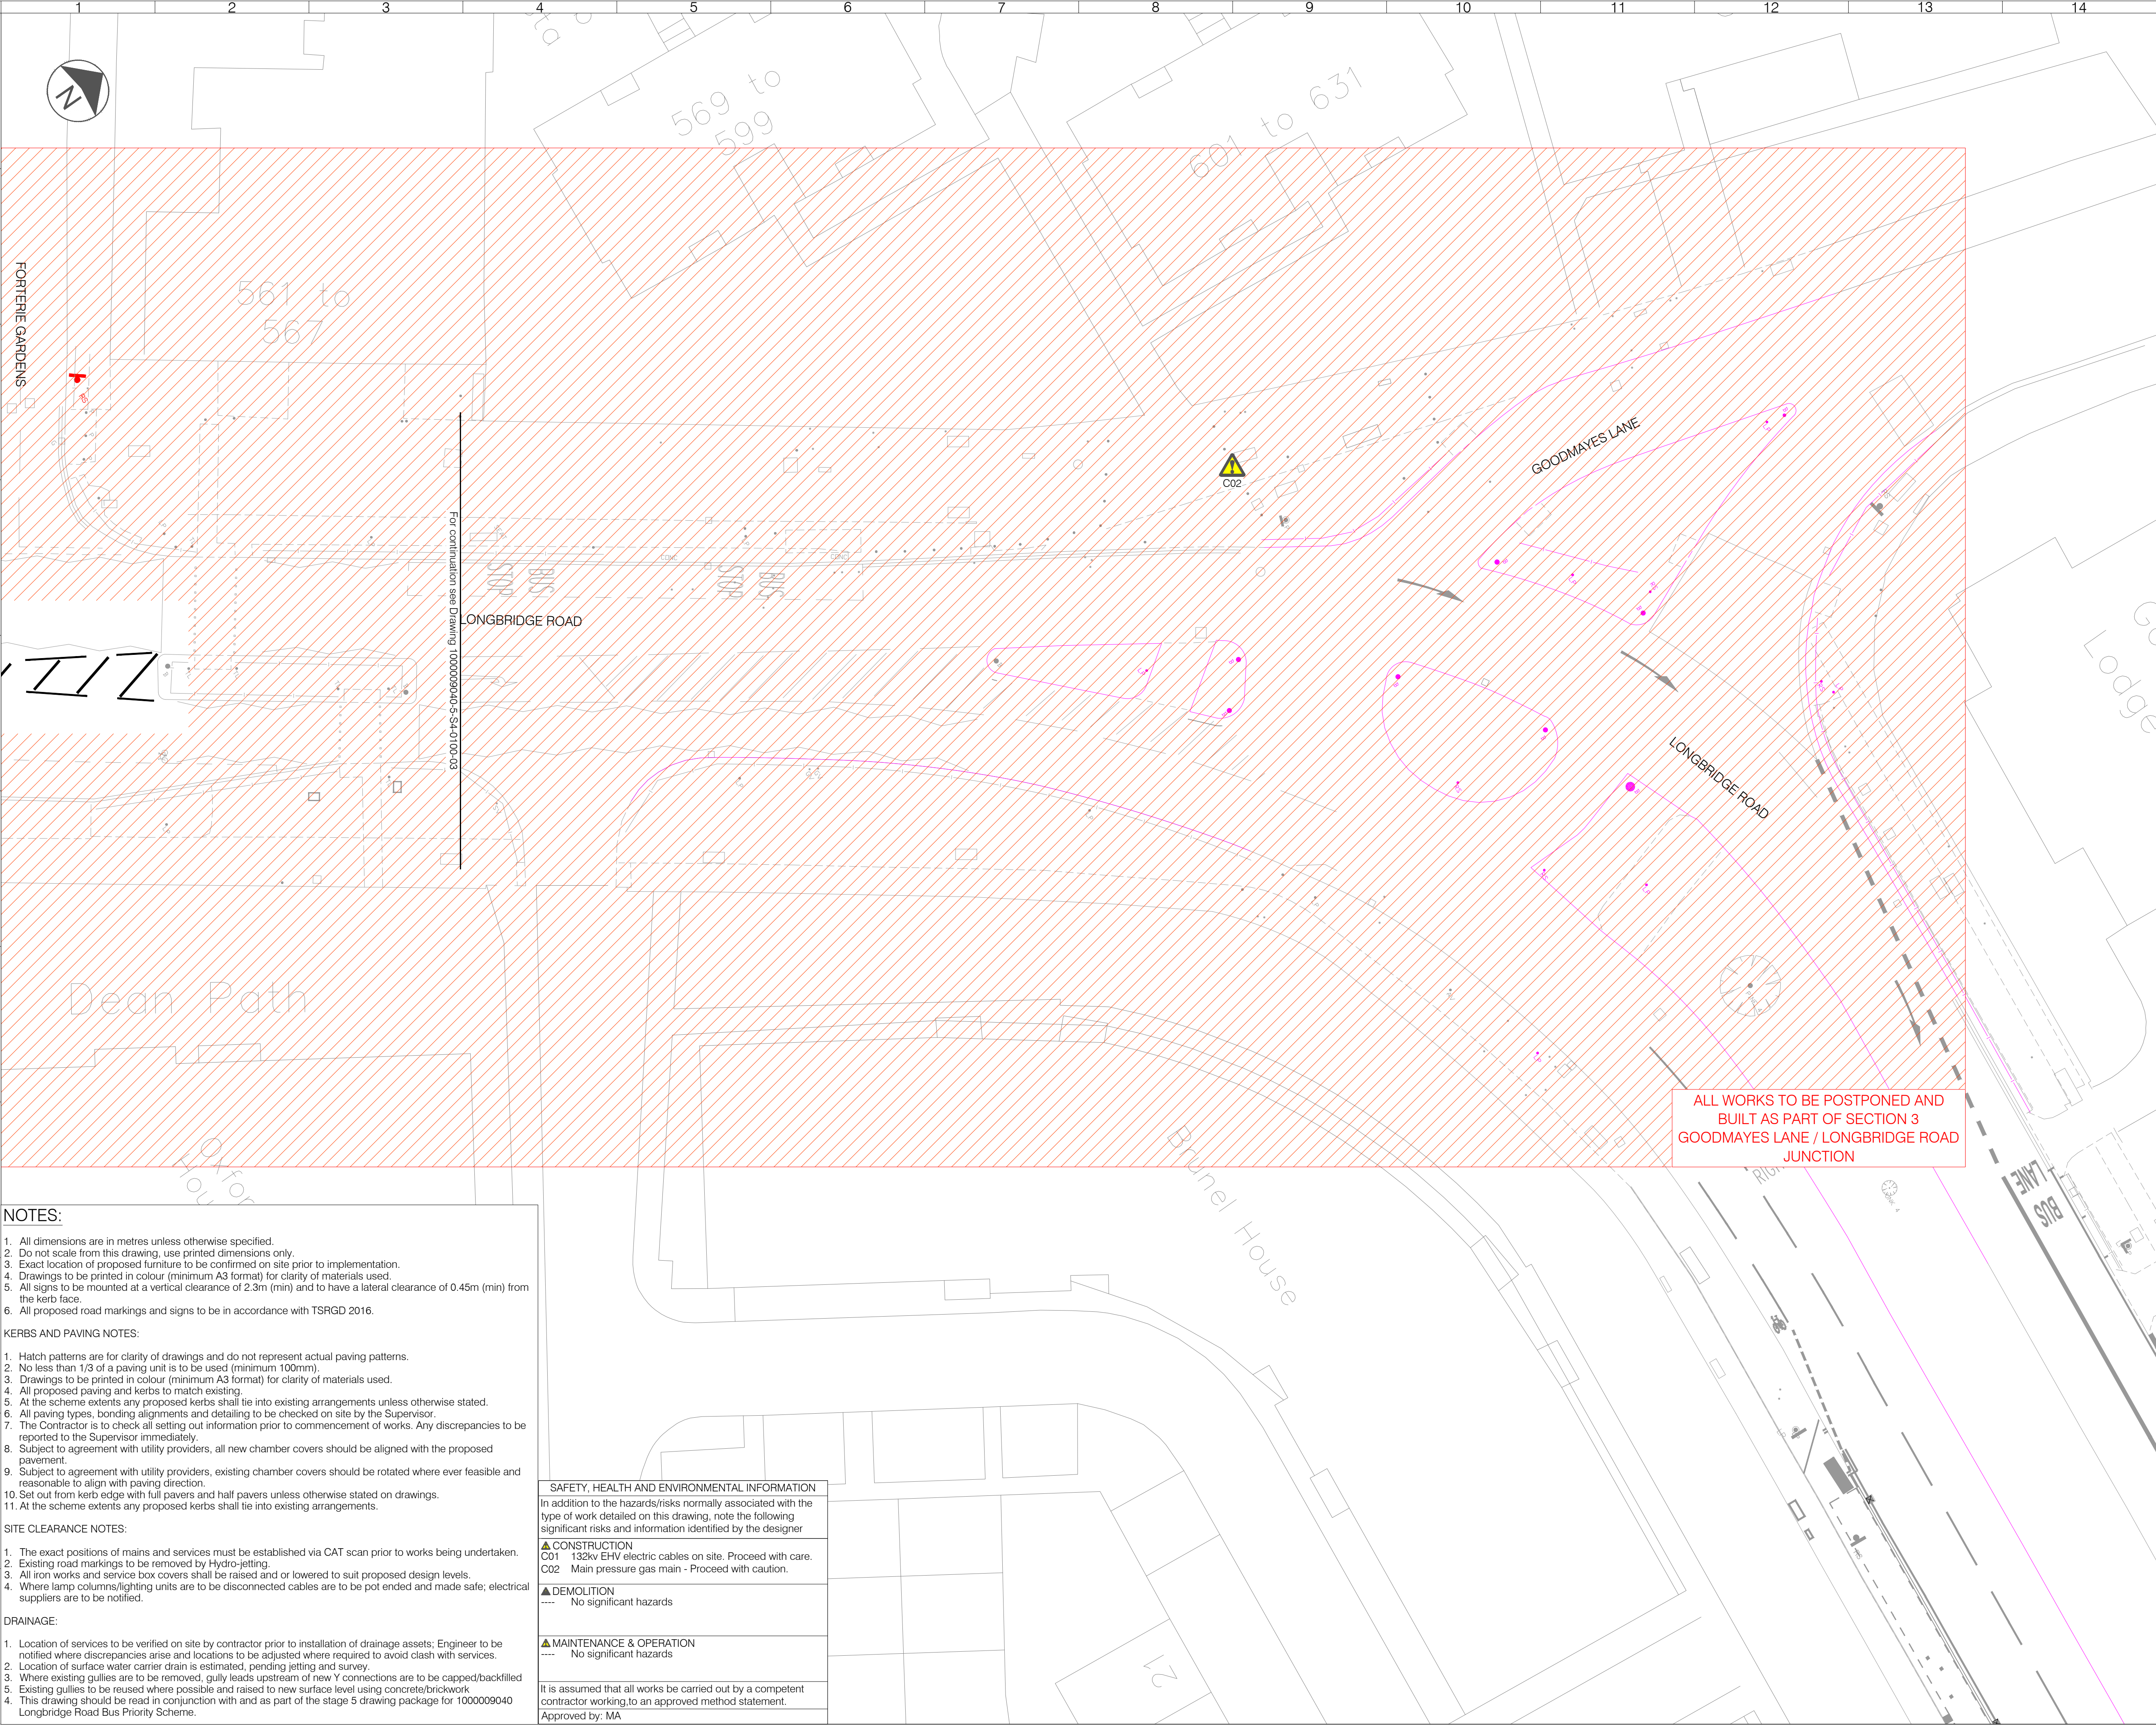 1 2 3 4 5 6 7 8 9 10 11 12 13 14
N
569 to
599
601 to 631
FORTERIE GARDENS
561 to
567
RS
GOODMAYES LANE
C02
For continuation see Drawing 1000009040-5-S4-0100-03
BUS
STOP
BUS
STOP
CONC
CONC
LONGBRIDGE ROAD
LONGBRIDGE ROAD
Lodge
Dean Path
Brunel House
ALL WORKS TO BE POSTPONED AND
BUILT AS PART OF SECTION 3
GOODMAYES LANE / LONGBRIDGE ROAD
JUNCTION
BUS
LANE
21
NOTES:
1. All dimensions are in metres unless otherwise specified.
2. Do not scale from this drawing, use printed dimensions only.
3. Exact location of proposed furniture to be confirmed on site prior to implementation.
4. Drawings to be printed in colour (minimum A3 format) for clarity of materials used.
5. All signs to be mounted at a vertical clearance of 2.3m (min) and to have a lateral clearance of 0.45m (min) from
the kerb face.
6. All proposed road markings and signs to be in accordance with TSRGD 2016.
KERBS AND PAVING NOTES:
1. Hatch patterns are for clarity of drawings and do not represent actual paving patterns.
2. No less than 1/3 of a paving unit is to be used (minimum 100mm).
3. Drawings to be printed in colour (minimum A3 format) for clarity of materials used.
4. All proposed paving and kerbs to match existing.
5. At the scheme extents any proposed kerbs shall tie into existing arrangements unless otherwise stated.
6. All paving types, bonding alignments and detailing to be checked on site by the Supervisor.
7. The Contractor is to check all setting out information prior to commencement of works. Any discrepancies to be
reported to the Supervisor immediately.
8. Subject to agreement with utility providers, all new chamber covers should be aligned with the proposed
pavement.
9. Subject to agreement with utility providers, existing chamber covers should be rotated where ever feasible and
reasonable to align with paving direction.
10. Set out from kerb edge with full pavers and half pavers unless otherwise stated on drawings.
11. At the scheme extents any proposed kerbs shall tie into existing arrangements.
SITE CLEARANCE NOTES:
1. The exact positions of mains and services must be established via CAT scan prior to works being undertaken.
2. Existing road markings to be removed by Hydro-jetting.
3. All iron works and service box covers shall be raised and or lowered to suit proposed design levels.
4. Where lamp columns/lighting units are to be disconnected cables are to be pot ended and made safe; electrical
suppliers are to be notified.
DRAINAGE:
1. Location of services to be verified on site by contractor prior to installation of drainage assets; Engineer to be
notified where discrepancies arise and locations to be adjusted where required to avoid clash with services.
2. Location of surface water carrier drain is estimated, pending jetting and survey.
3. Where existing gullies are to be removed, gully leads upstream of new Y connections are to be capped/backfilled
5. Existing gullies to be reused where possible and raised to new surface level using concrete/brickwork
4. This drawing should be read in conjunction with and as part of the stage 5 drawing package for 1000009040
Longbridge Road Bus Priority Scheme.
SAFETY, HEALTH AND ENVIRONMENTAL INFORMATION
In addition to the hazards/risks normally associated with the
type of work detailed on this drawing, note the following
significant risks and information identified by the designer
CONSTRUCTION
C01 132kv EHV electric cables on site. Proceed with care.
C02 Main pressure gas main - Proceed with caution.
DEMOLITION
---- No significant hazards
MAINTENANCE & OPERATION
---- No significant hazards
It is assumed that all works be carried out by a competent
contractor working,to an approved method statement.
Approved by: MA